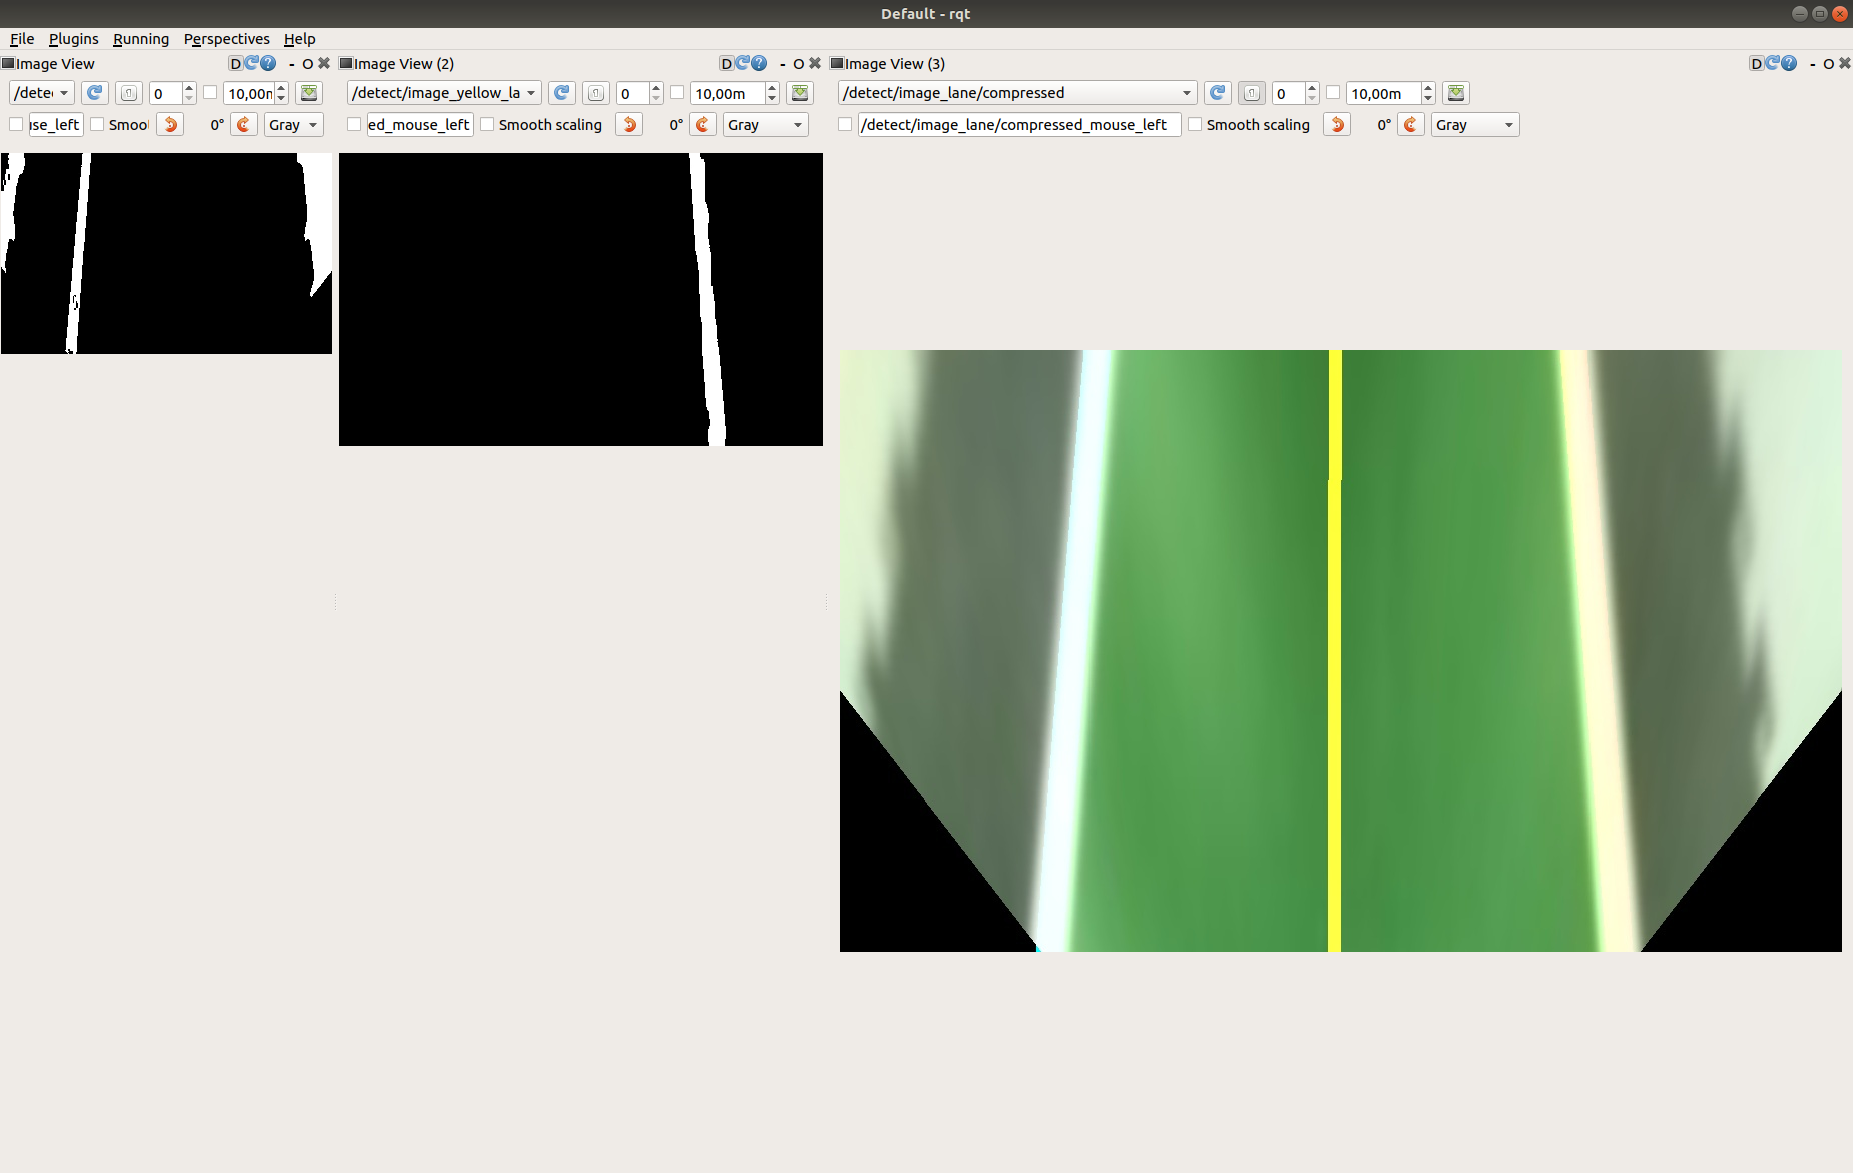 Default - rqt
File Plugins Running Perspectives Help
Image View D ? - O
/dete 0 10,00m
use_left Smoo 0° Gray
Image View (2) D ? - O
/detect/image_yellow_la 0 10,00m
ed_mouse_left Smooth scaling 0° Gray
Image View (3) D ? - O
/detect/image_lane/compressed 0 10,00m
/detect/image_lane/compressed_mouse_left Smooth scaling 0° Gray